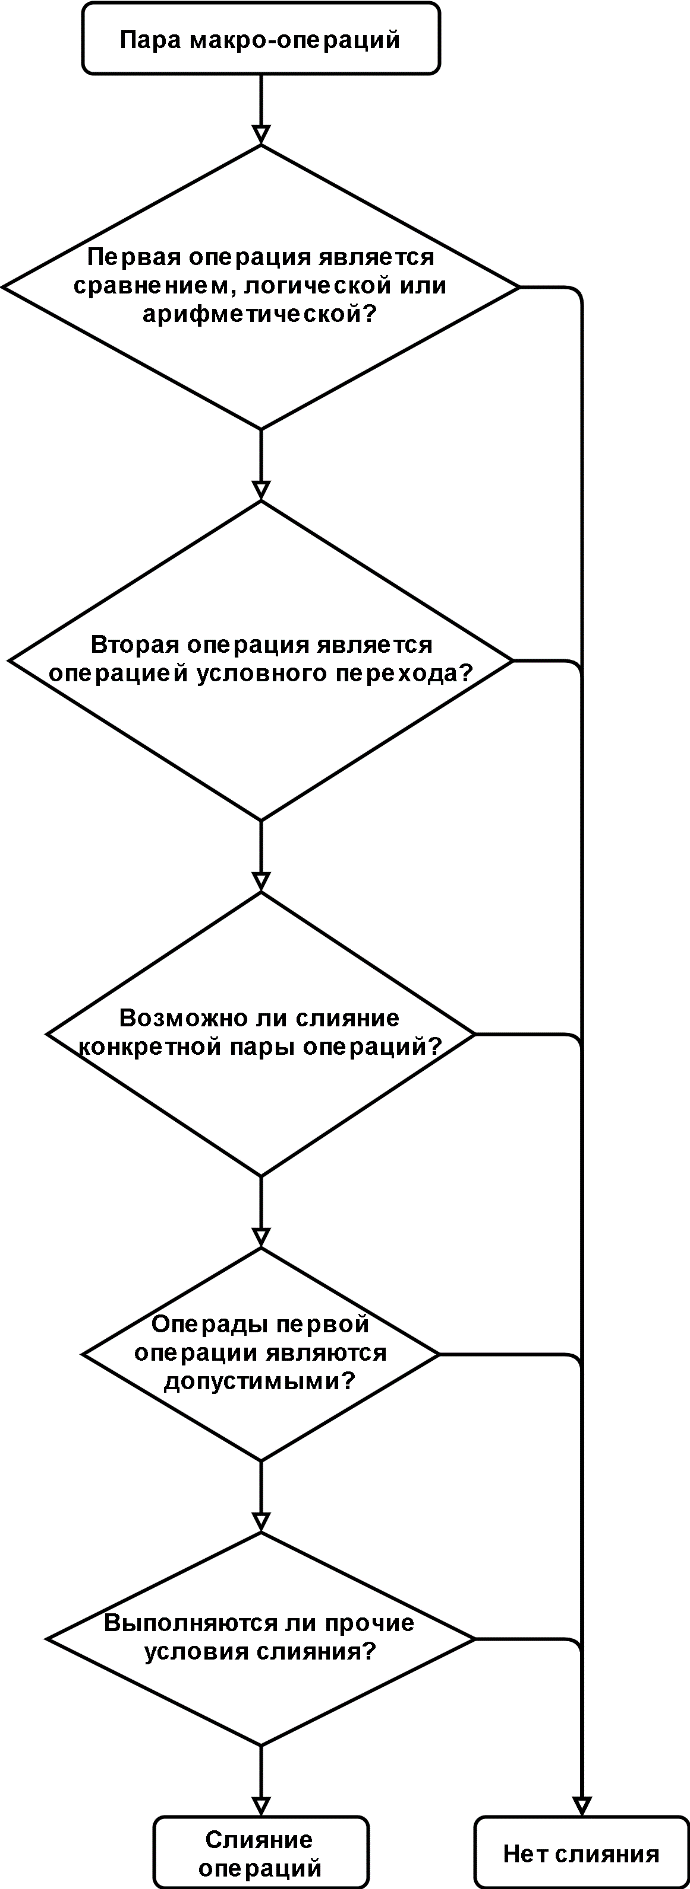 Пара макро-операций
Первая операция является
сравнением, логической или
арифметической?
Вторая операция является
операцией условного перехода?
Возможно ли слияние
конкретной пары операций?
Операды первой
операции являются
допустимыми?
Выполняются ли прочие
условия слияния?
Слияние
операций
Нет слияния